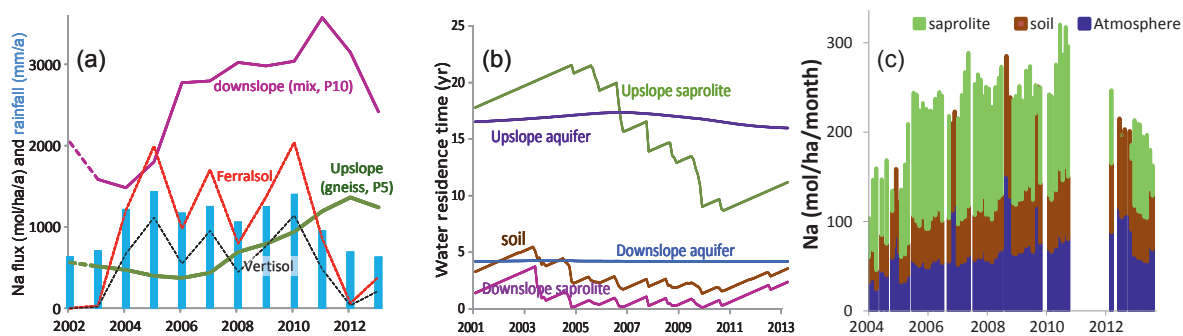 (a)
Na flux (mol/ha/a) and rainfall (mm/a)
3000
2000
1000
0
2002
2004
2006
2008
2010
2012
downslope (mix, P10)
Ferralsol
Upslope
(gneiss, P5)
Vertisol
(b)
Water residence time (yr)
25
20
15
10
5
0
2001
2003
2005
2007
2009
2011
2013
Upslope saprolite
Upslope aquifer
soil
Downslope aquifer
Downslope saprolite
saprolite
soil
Atmosphere
(c)
Na (mol/ha/month)
300
200
100
0
2004
2006
2008
2010
2012